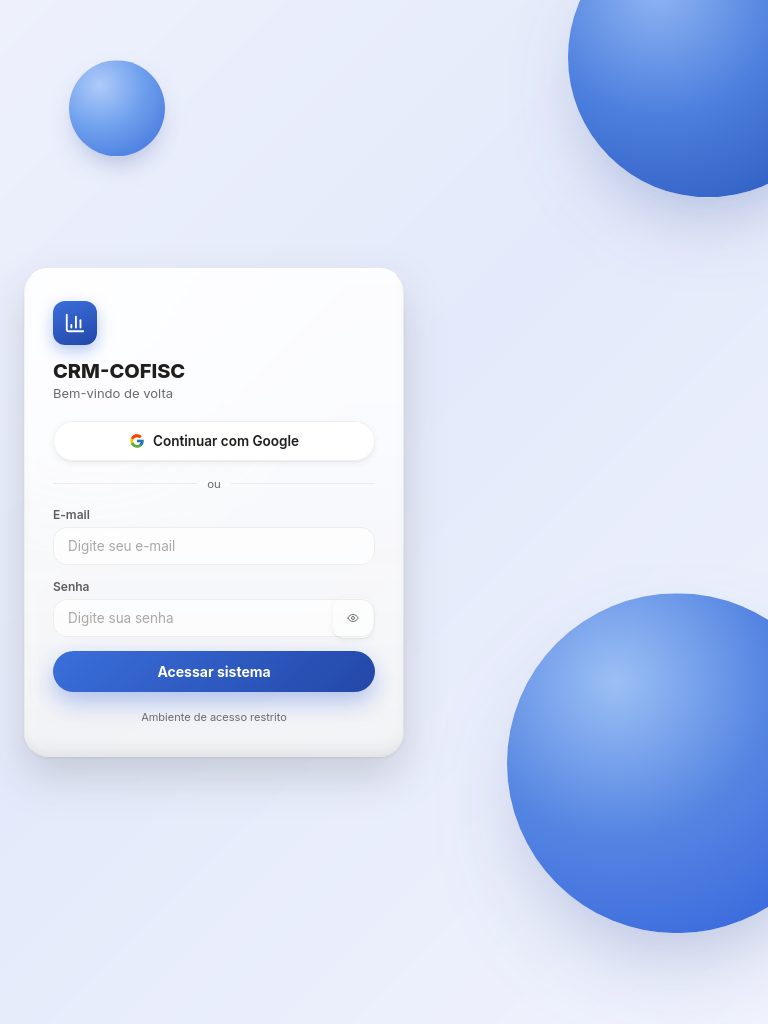 CRM-COFISC
Bem-vindo de volta
Continuar com Google
ou
E-mail
Digite seu e-mail
Senha
Digite sua senha
Acessar sistema
Ambiente de acesso restrito